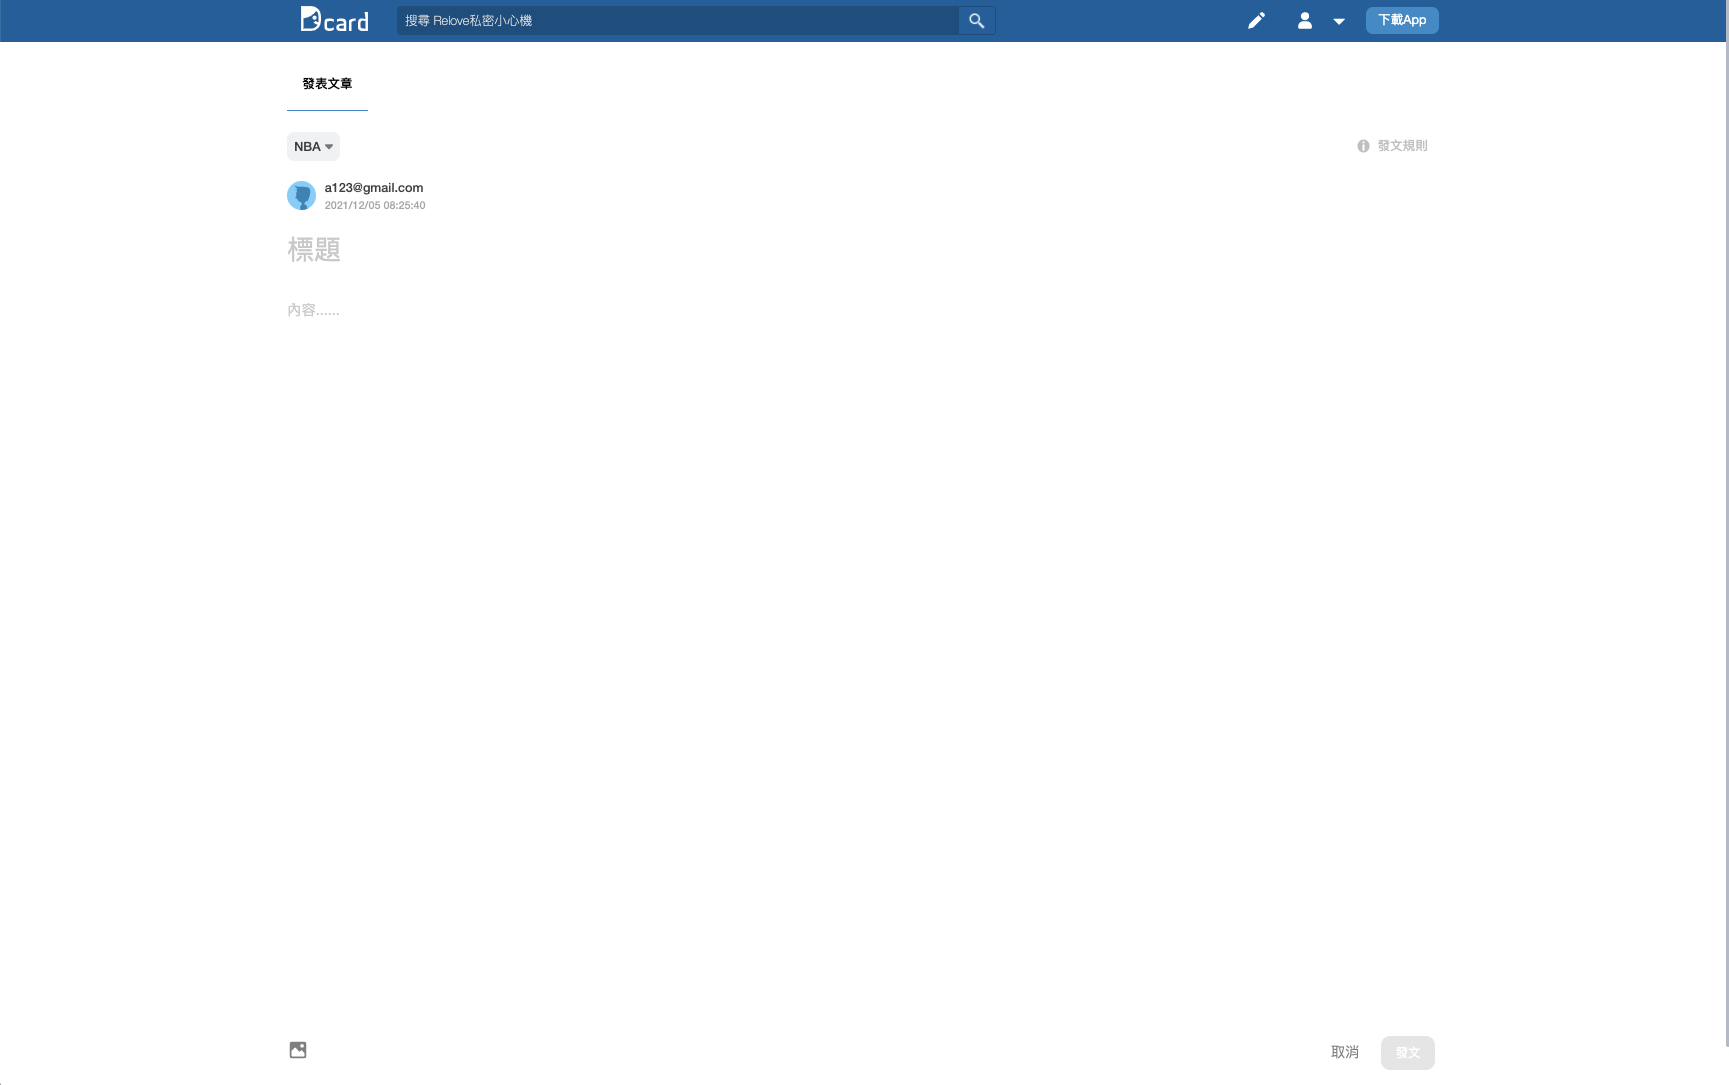 Dcard
搜尋 Relove私密小心機
下載App
發表文章
NBA
發文規則
a123@gmail.com
2021/12/05 08:25:40
標題
內容......
取消
發文